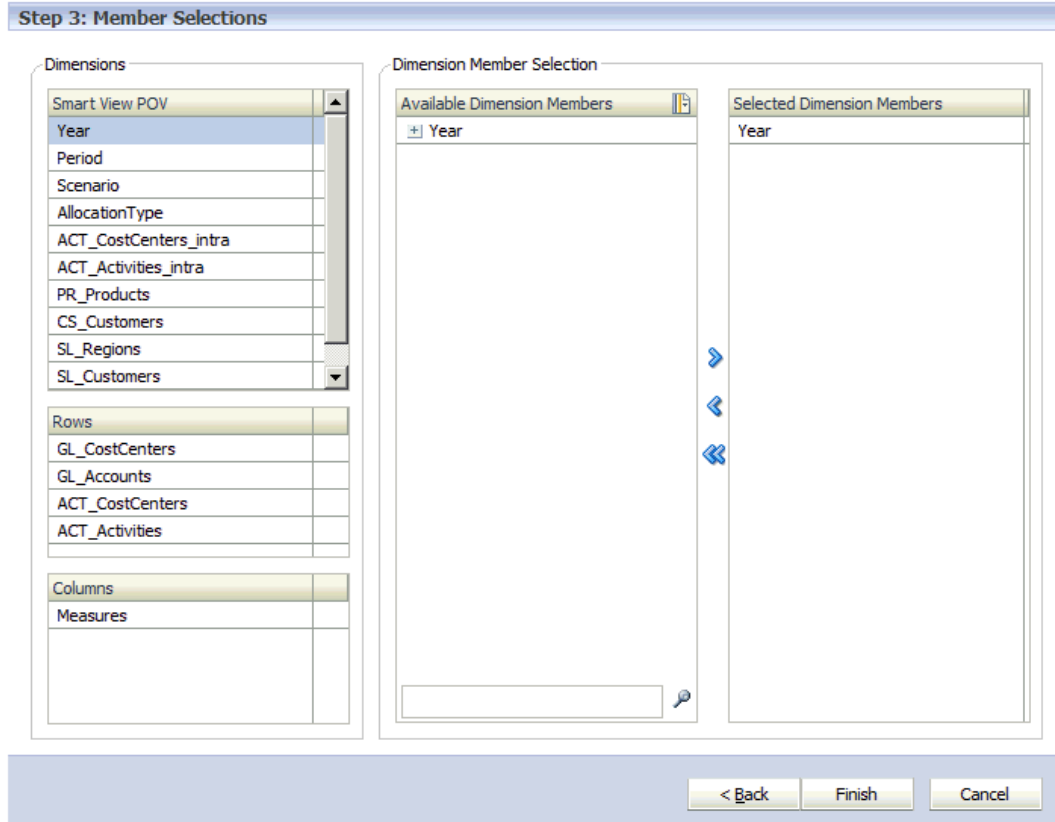 Step 3: Member Selections
Dimensions
Smart View POV
Year
Period
Scenario
AllocationType
ACT_CostCenters_intra
ACT_Activities_intra
PR_Products
CS_Customers
SL_Regions
SL_Customers
Rows
GL_CostCenters
GL_Accounts
ACT_CostCenters
ACT_Activities
Columns
Measures
Dimension Member Selection
Available Dimension Members
Year
Selected Dimension Members
Year
< Back
Finish
Cancel